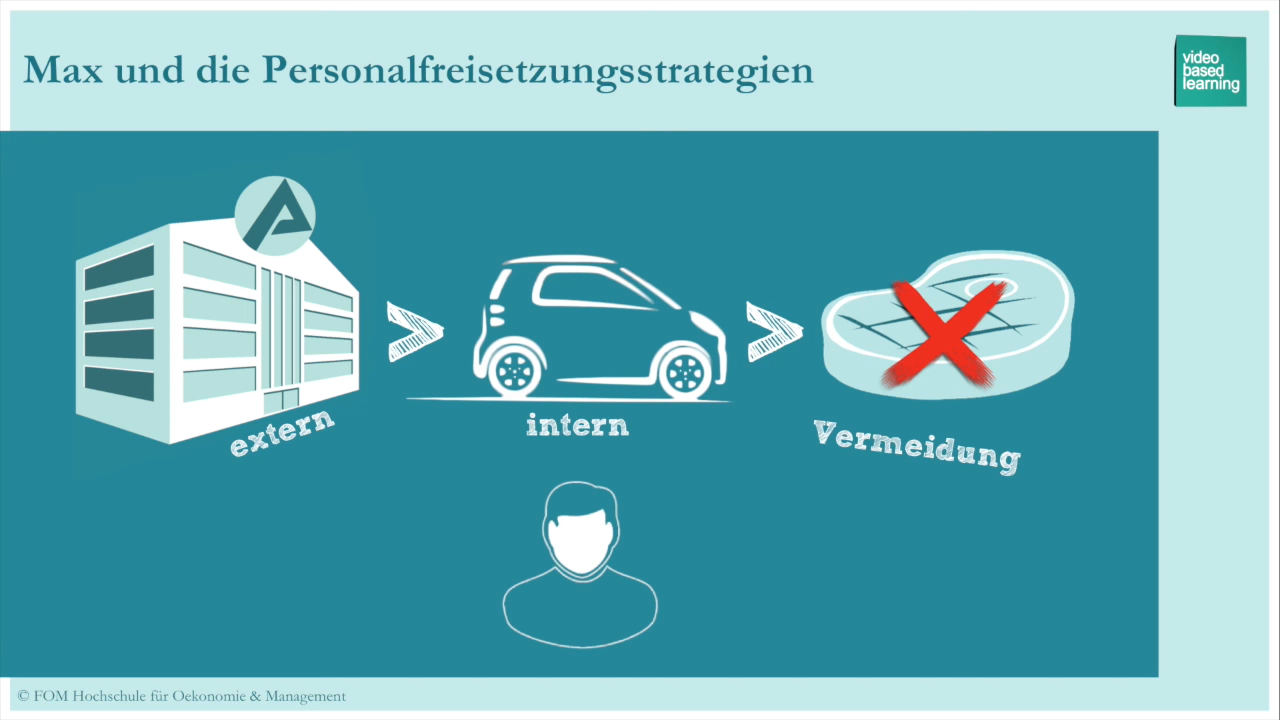 Max und die Personalfreisetzungsstrategien
video
based
learning
extern
>
intern
>
Vermeidung
© FOM Hochschule für Oekonomie & Management